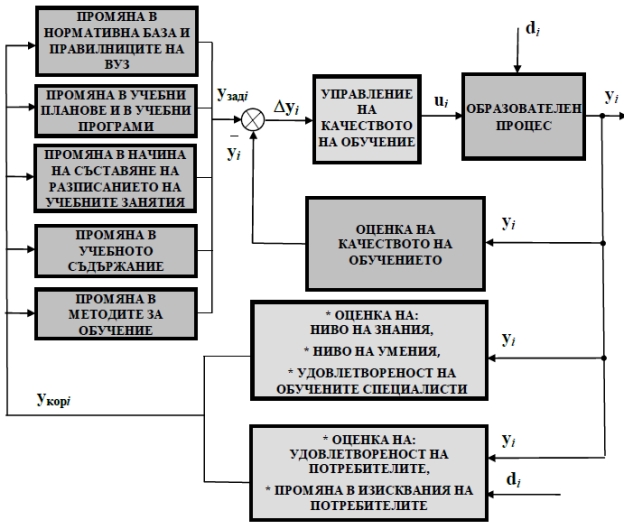 ПРОМЯНА В
НОРМАТИВНА БАЗА И
ПРАВИЛНИЦИТЕ НА
ВУЗ
ПРОМЯНА В УЧЕБНИ
ПЛАНОВЕ И В УЧЕБНИ
ПРОГРАМИ
ПРОМЯНА В НАЧИНА
НА СЪСТАВЯНЕ НА
РАЗПИСАНИЕТО НА
УЧЕБНИТЕ ЗАНЯТИЯ
ПРОМЯНА В
УЧЕБНОТО
СЪДЪРЖАНИЕ
ПРОМЯНА В
МЕТОДИТЕ ЗА
ОБУЧЕНИЕ
yзадi
– yi
Δyi
УПРАВЛЕНИЕ
НА
КАЧЕСТВОТО
НА ОБУЧЕНИЕ
ui
di
ОБРАЗОВАТЕЛЕН
ПРОЦЕС
yi
ОЦЕНКА НА
КАЧЕСТВОТО НА
ОБУЧЕНИЕТО
yi
* ОЦЕНКА НА:
НИВО НА ЗНАНИЯ,
* НИВО НА УМЕНИЯ,
* УДОВЛЕТВОРЕНОСТ НА
ОБУЧЕНИТЕ СПЕЦИАЛИСТИ
yi
yкорi
* ОЦЕНКА НА:
УДОВЛЕТВОРЕНОСТ НА
ПОТРЕБИТЕЛИТЕ,
* ПРОМЯНА В ИЗИСКВАНИЯ НА
ПОТРЕБИТЕЛИТЕ
yi
di